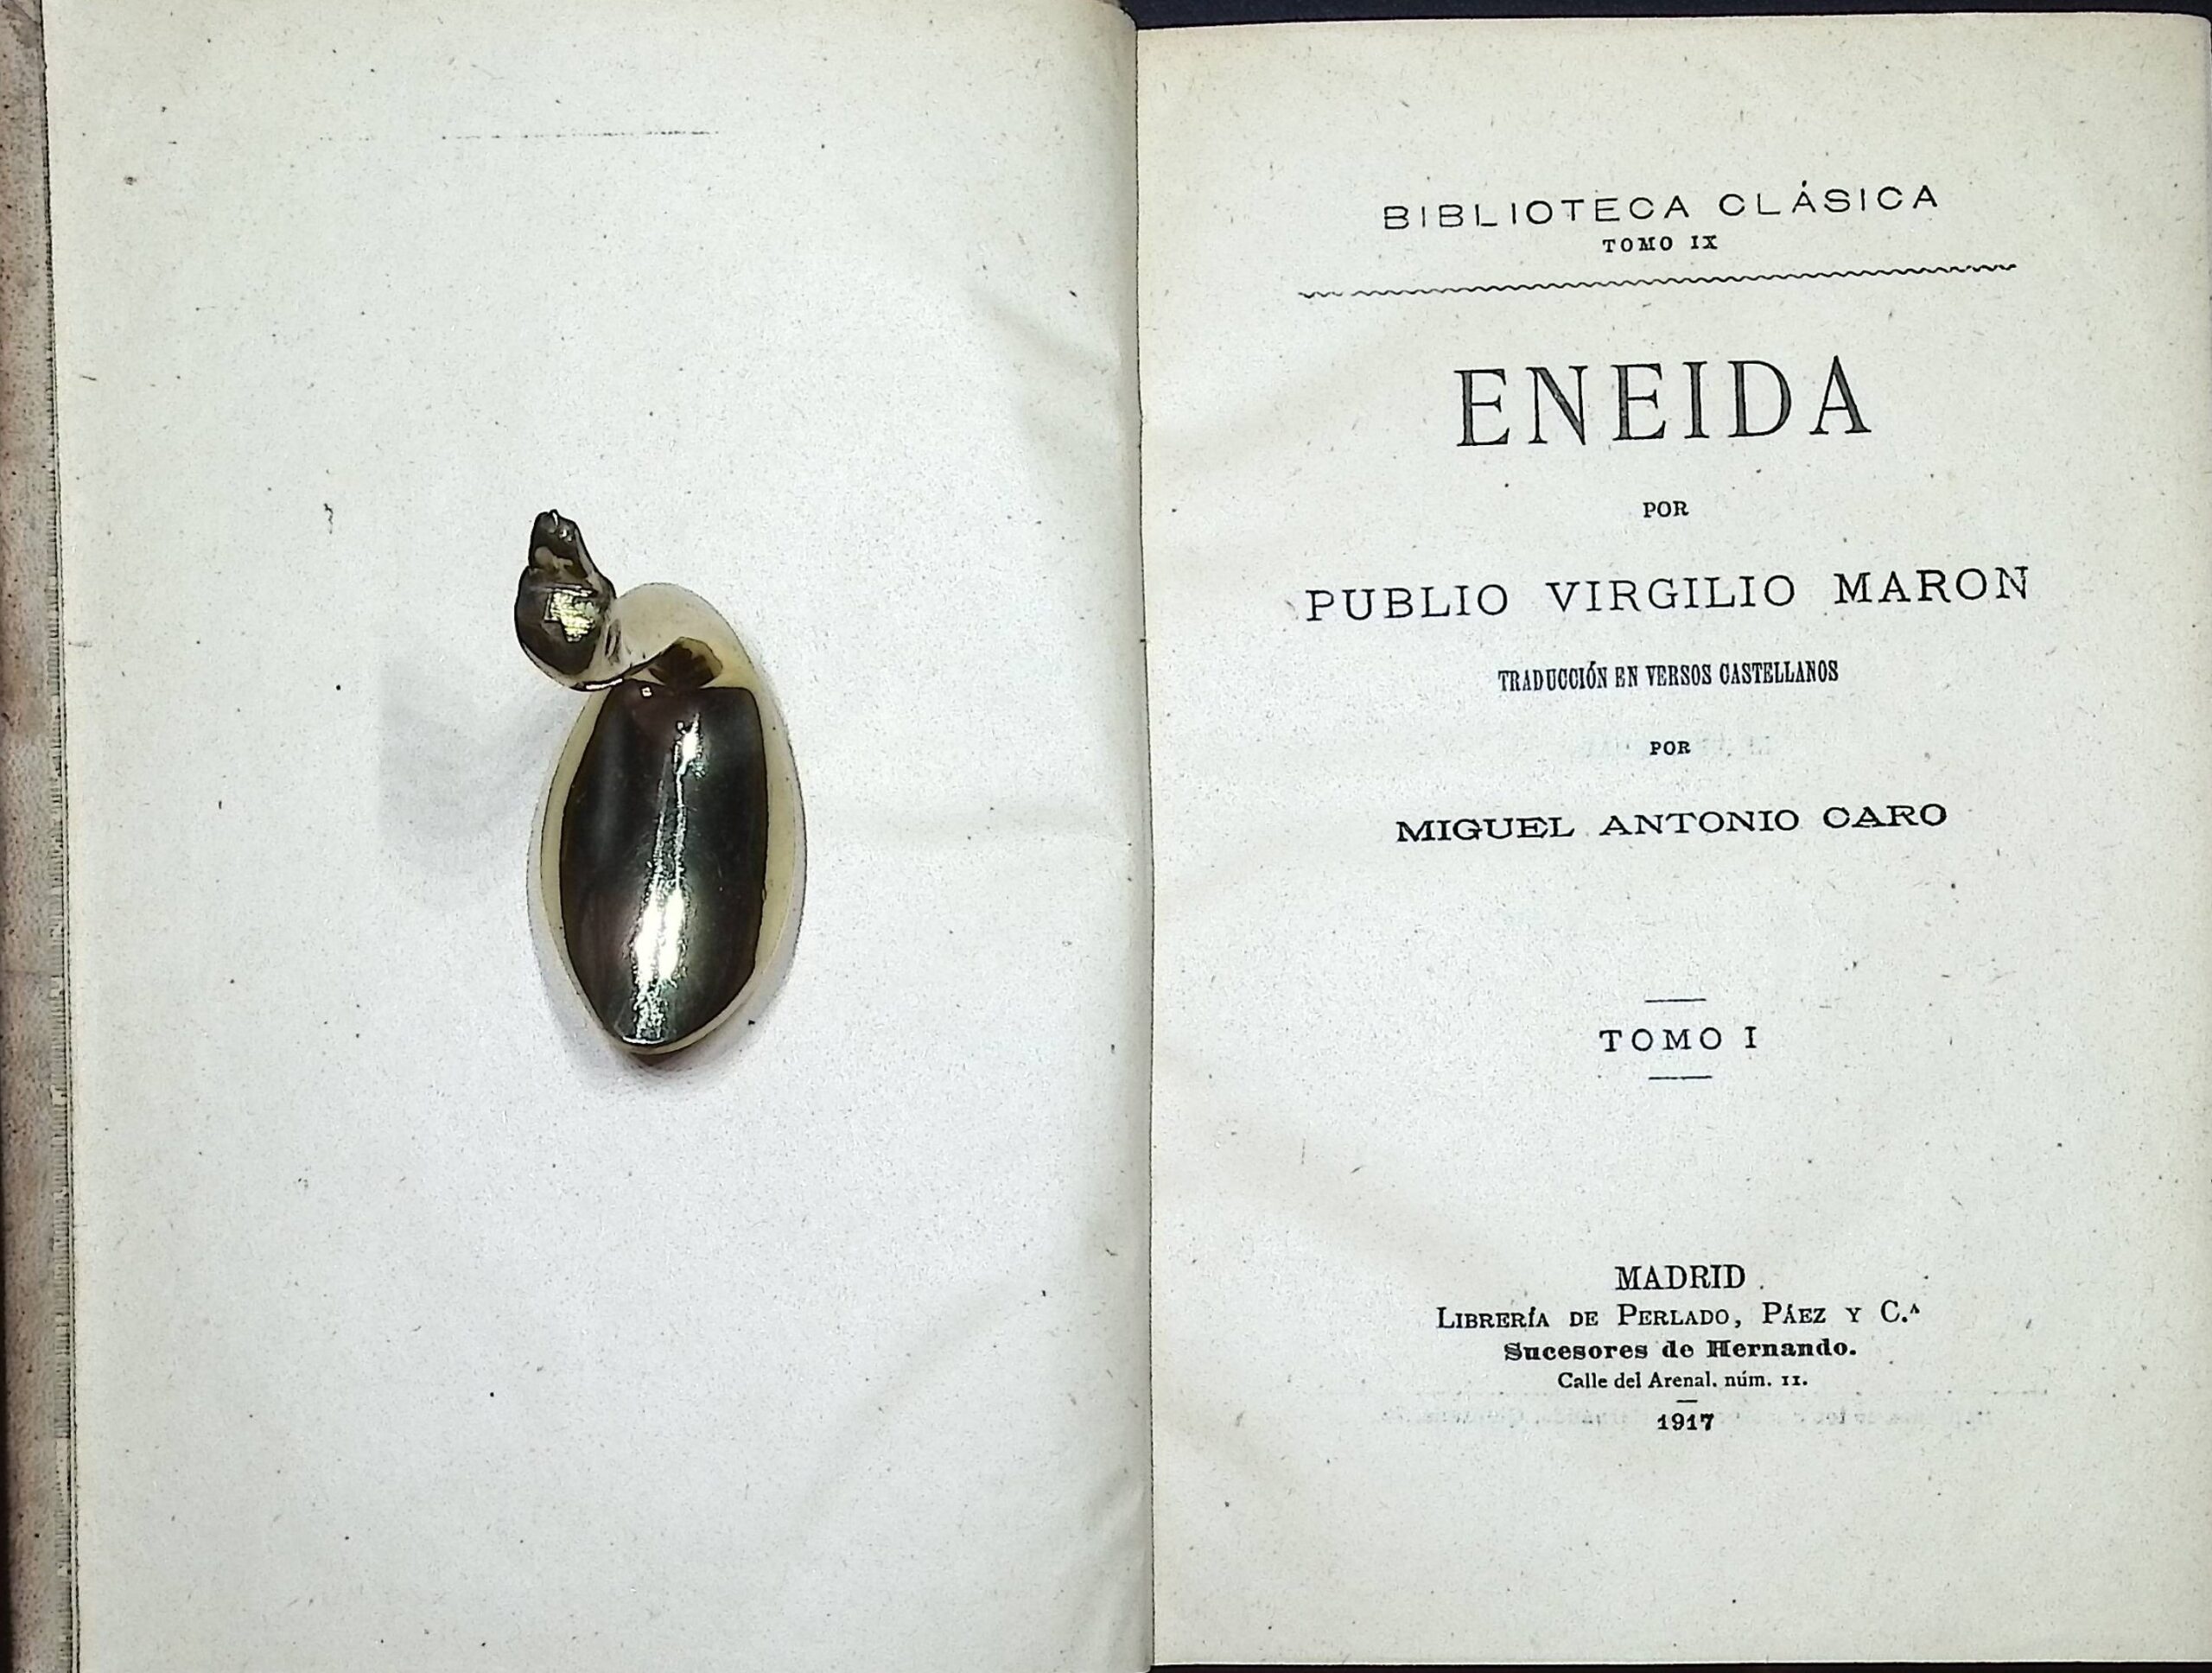 BIBLIOTECA CLÁSICA
TOMO IX
ENEIDA
POR
PUBLIO VIRGILIO MARON
TRADUCCIÓN EN VERSOS CASTELLANOS
POR
MIGUEL ANTONIO CARO
TOMO I
MADRID
LIBRERÍA DE PERLADO, PÁEZ Y C.ᴬ
Sucesores de Hernando.
Calle del Arenal, núm. 11.
1917